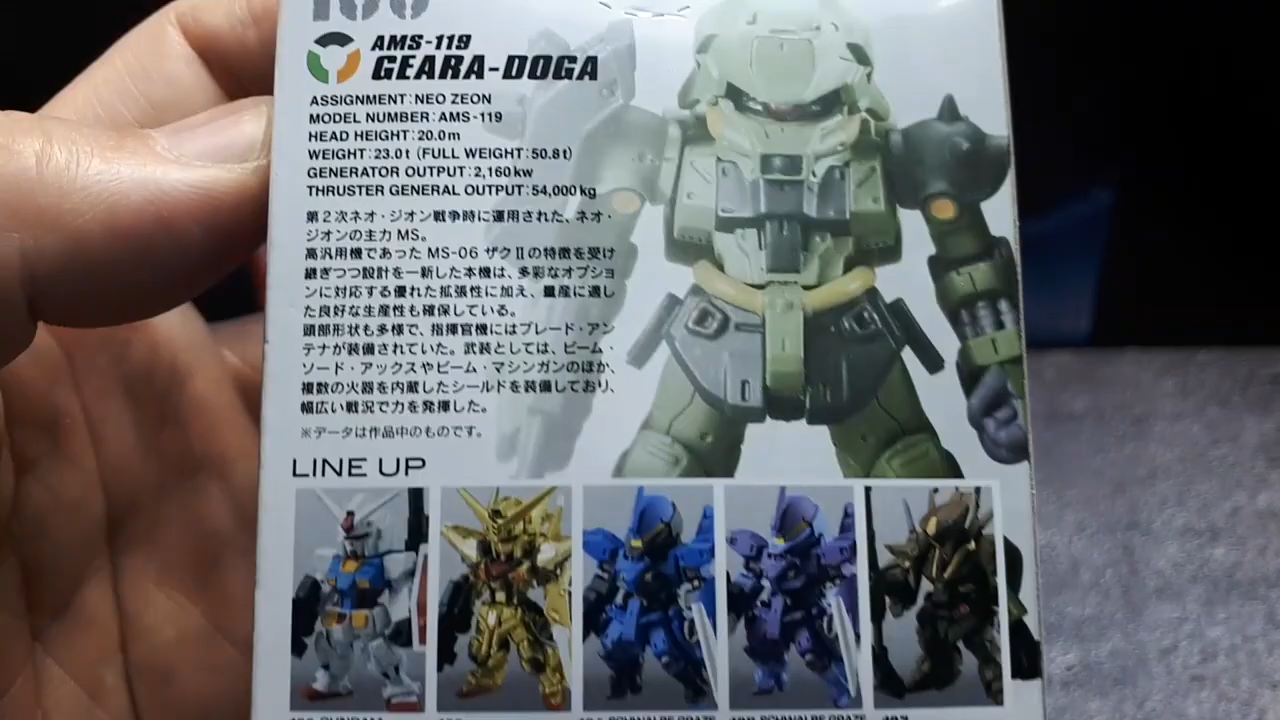 AMS-119
GEARA-DOGA
ASSIGNMENT:NEO ZEON
MODEL NUMBER:AMS-119
HEAD HEIGHT:20.0m
WEIGHT:23.0t (FULL WEIGHT:50.8t)
GENERATOR OUTPUT:2,160kw
THRUSTER GENERAL OUTPUT:54,000kg
第2次ネオ・ジオン戦争時に運用された、ネオ・
ジオンの主力MS。
高汎用機であった MS-06 ザクⅡの特徴を受け
継ぎつつ設計を一新した本機は、多彩なオプショ
ンに対応する優れた拡張性に加え、量産に適し
た良好な生産性も確保している。
頭部形状も多様で、指揮官機にはブレード・アン
テナが装備されていた。武装としては、ビーム・
ソード・アックスやビーム・マシンガンのほか、
複数の火器を内蔵したシールドを装備しており、
幅広い戦況で力を発揮した。
※データは作品中のものです。
LINE UP